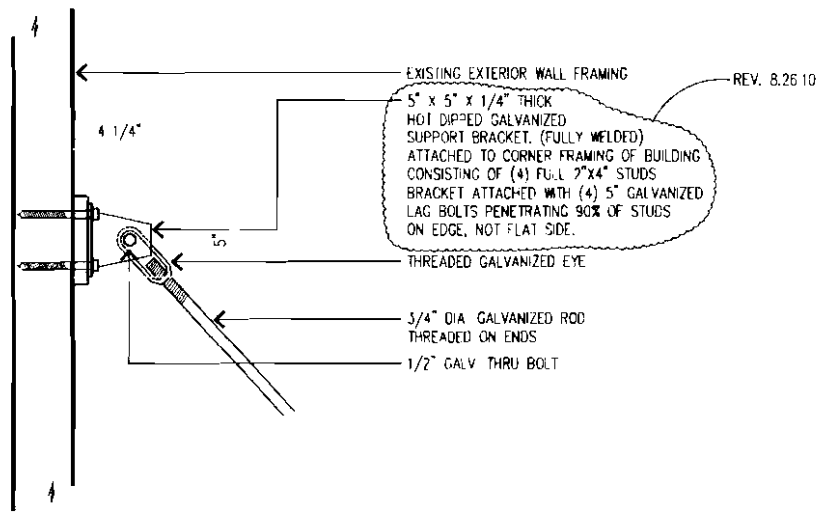 EXISTING EXTERIOR WALL FRAMING
REV. 8.26 10
5" X 5" X 1/4" THICK
HOT DIPPED GALVANIZED
SUPPORT BRACKET. (FULLY WELDED)
ATTACHED TO CORNER FRAMING OF BUILDING
CONSISTING OF (4) FULL 2"X4" STUDS
BRACKET ATTACHED WITH (4) 5" GALVANIZED
LAG BOLTS PENETRATING 90% OF STUDS
ON EDGE, NOT FLAT SIDE.
4 1/4"
5"
THREADED GALVANIZED EYE
3/4" DIA GALVANIZED ROD
THREADED ON ENDS
1/2" GALV THRU BOLT